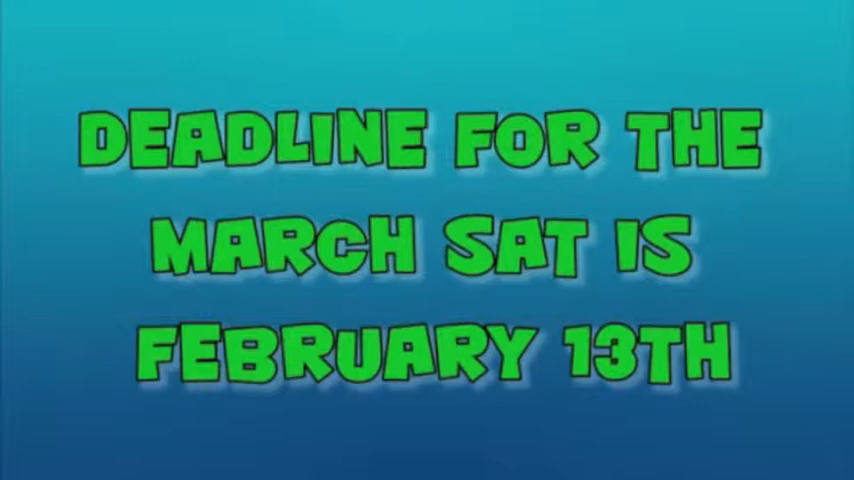 DEADLINE FOR THE
MARCH SAT IS
FEBRUARY 13TH